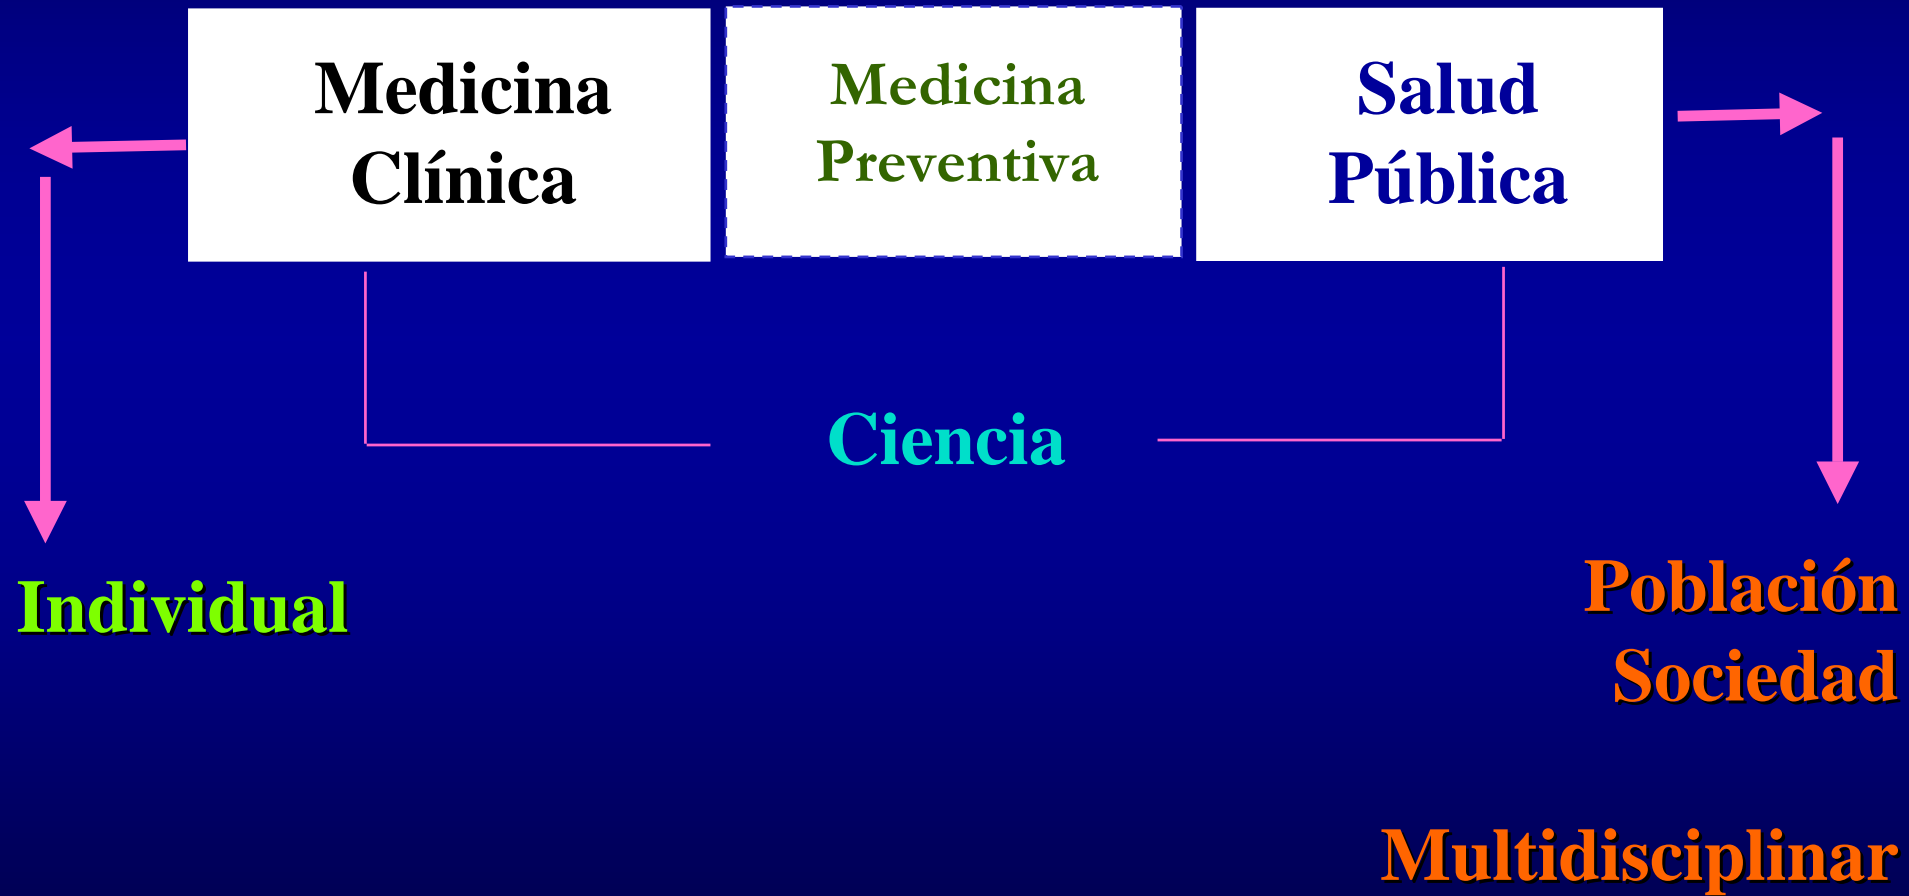 Medicina
Clínica
Medicina
Preventiva
Salud
Pública
Ciencia
Individual
Población
Sociedad
Multidisciplinar